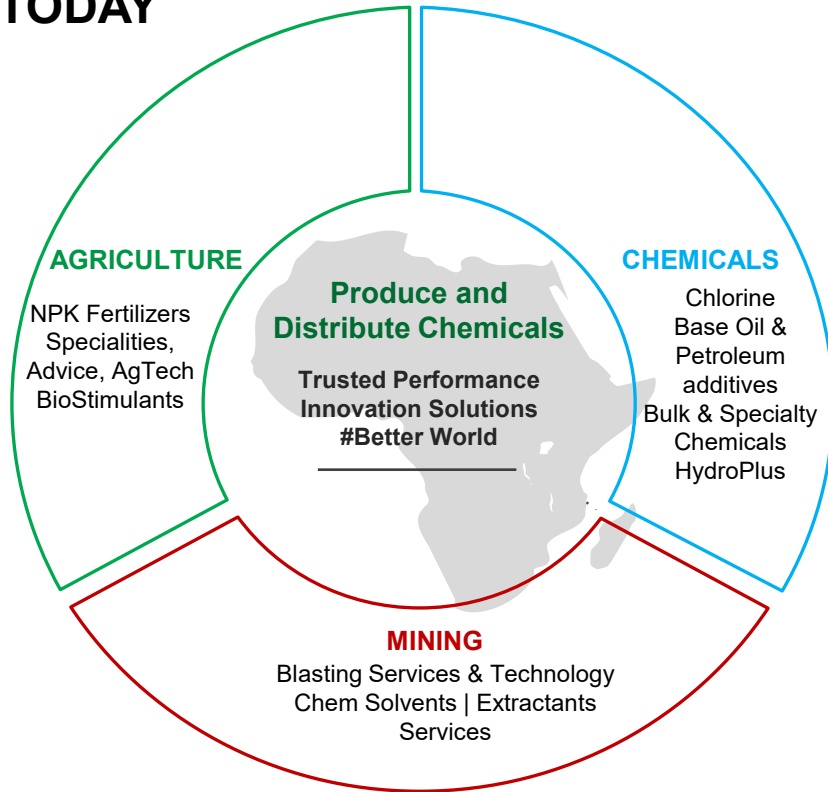 TODAY
AGRICULTURE
NPK Fertilizers
Specialities,
Advice, AgTech
BioStimulants
Produce and
Distribute Chemicals
Trusted Performance
Innovation Solutions
#Better World
CHEMICALS
Chlorine
Base Oil &
Petroleum
additives
Bulk & Specialty
Chemicals
HydroPlus
MINING
Blasting Services & Technology
Chem Solvents | Extractants
Services